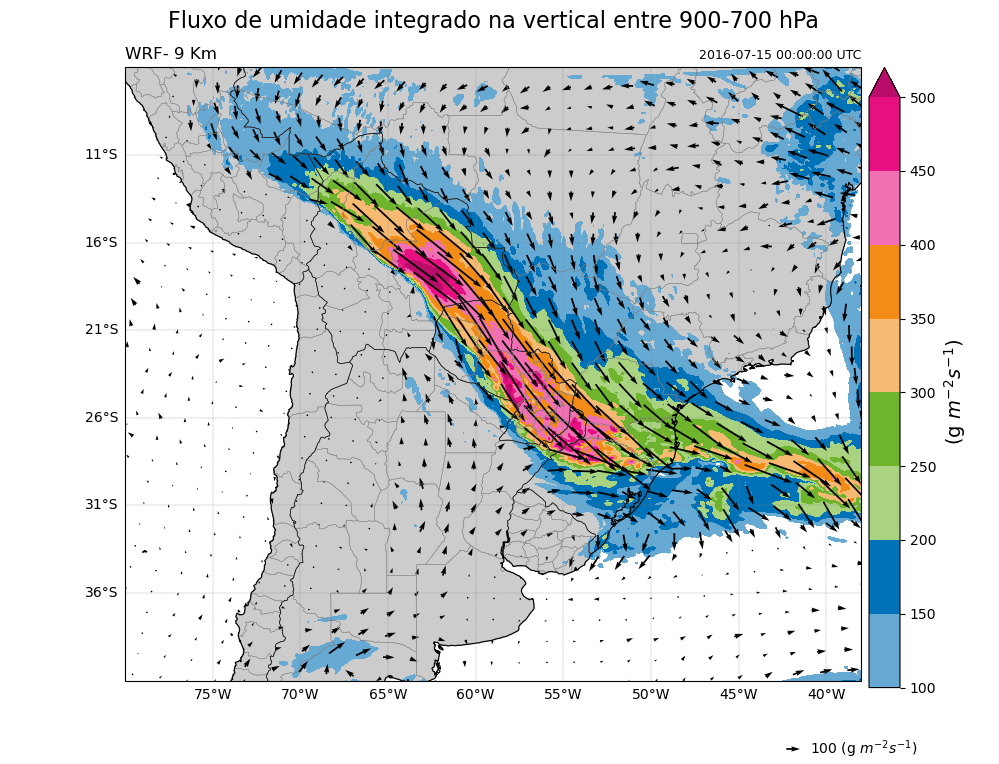 Fluxo de umidade integrado na vertical entre 900-700 hPa
WRF- 9 Km
2016-07-15 00:00:00 UTC
500
450
400
350
300
250
200
150
100
(g m⁻²s⁻¹)
11°S
16°S
21°S
26°S
31°S
36°S
75°W 70°W 65°W 60°W 55°W 50°W 45°W 40°W
100 (g m⁻²s⁻¹)